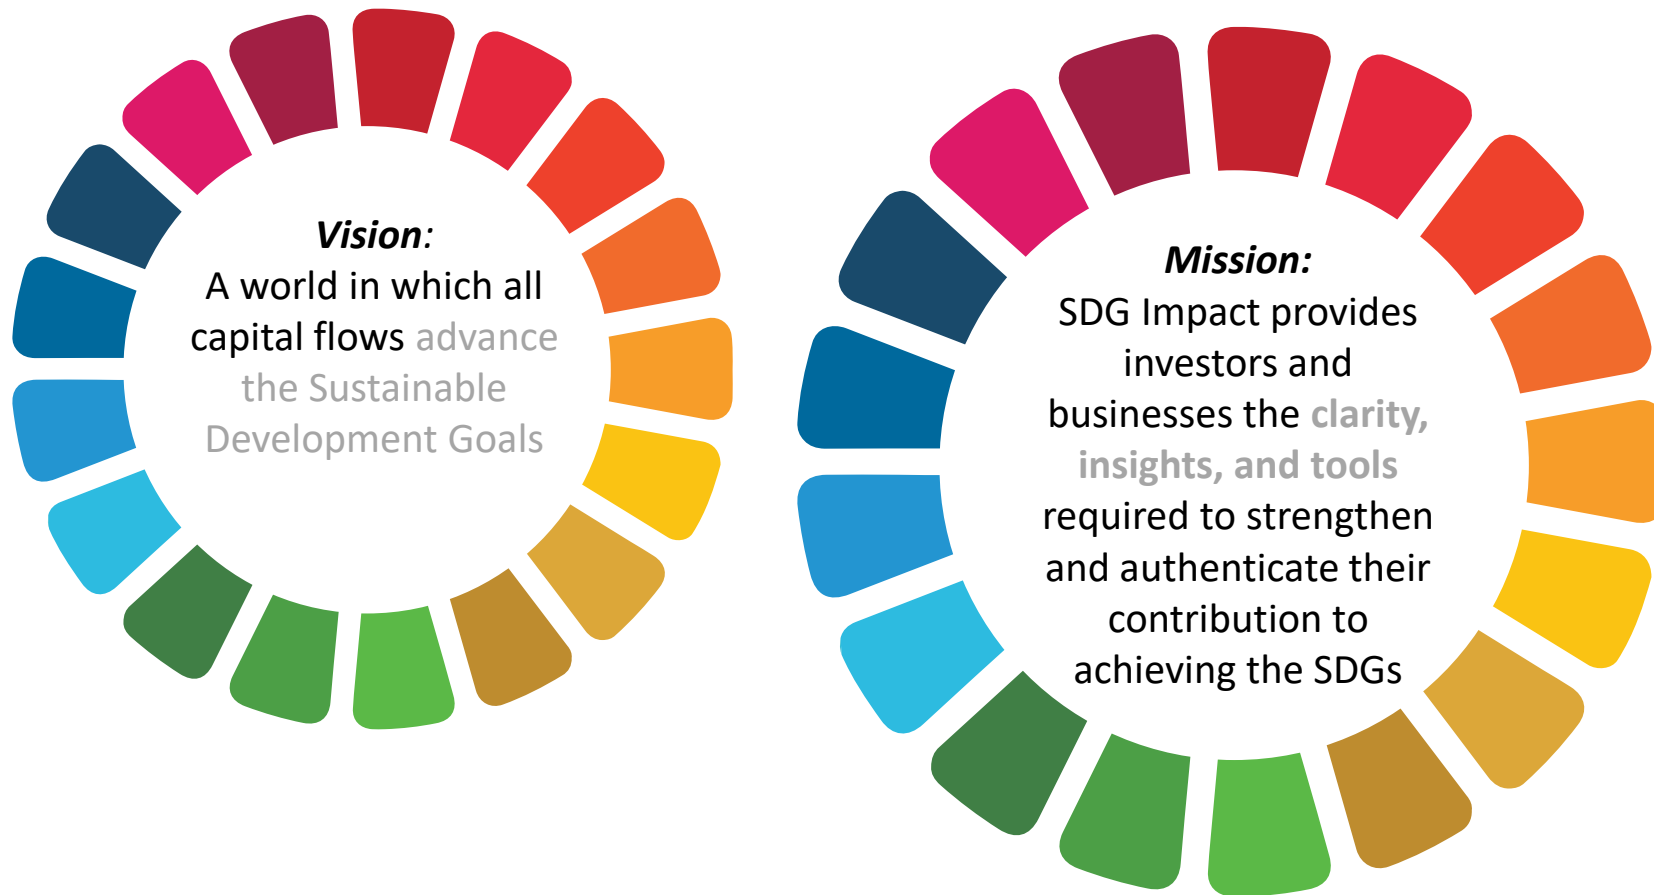 Vision:
A world in which all
capital flows advance
the Sustainable
Development Goals
Mission:
SDG Impact provides
investors and
businesses the clarity,
insights, and tools
required to strengthen
and authenticate their
contribution to
achieving the SDGs